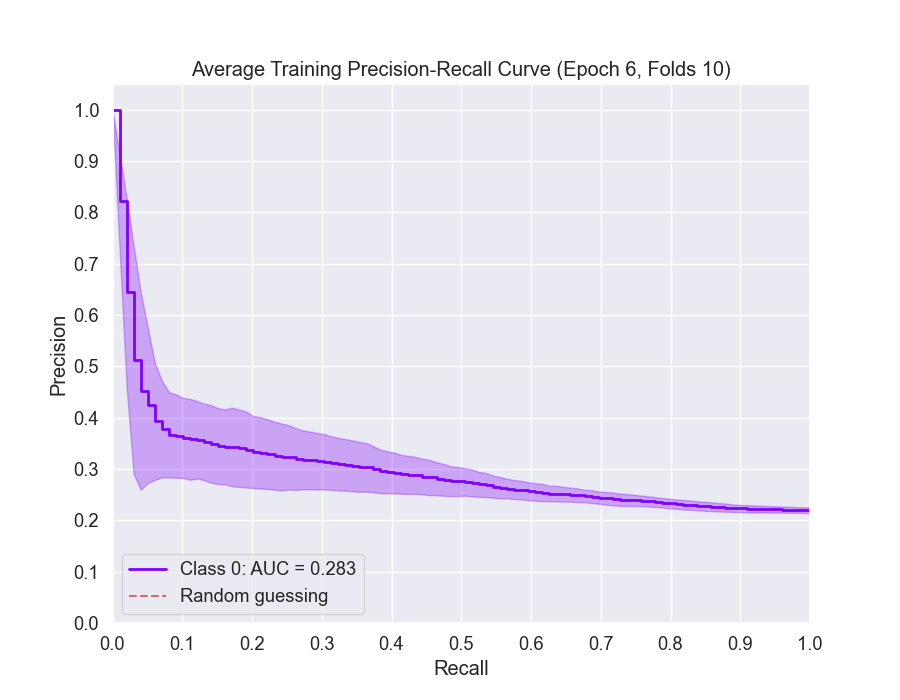 Average Training Precision-Recall Curve (Epoch 6, Folds 10)
Precision
1.0
0.9
0.8
0.7
0.6
0.5
0.4
0.3
0.2
0.1
0.0
Class 0: AUC = 0.283
Random guessing
0.0 0.1 0.2 0.3 0.4 0.5 0.6 0.7 0.8 0.9 1.0
Recall